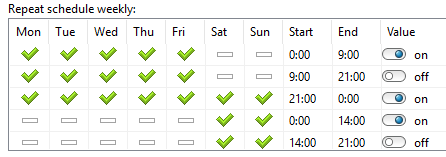 Repeat schedule weekly:
Mon Tue Wed Thu Fri Sat Sun Start End Value
0:00 9:00 on
9:00 21:00 off
21:00 0:00 on
0:00 14:00 on
14:00 21:00 off